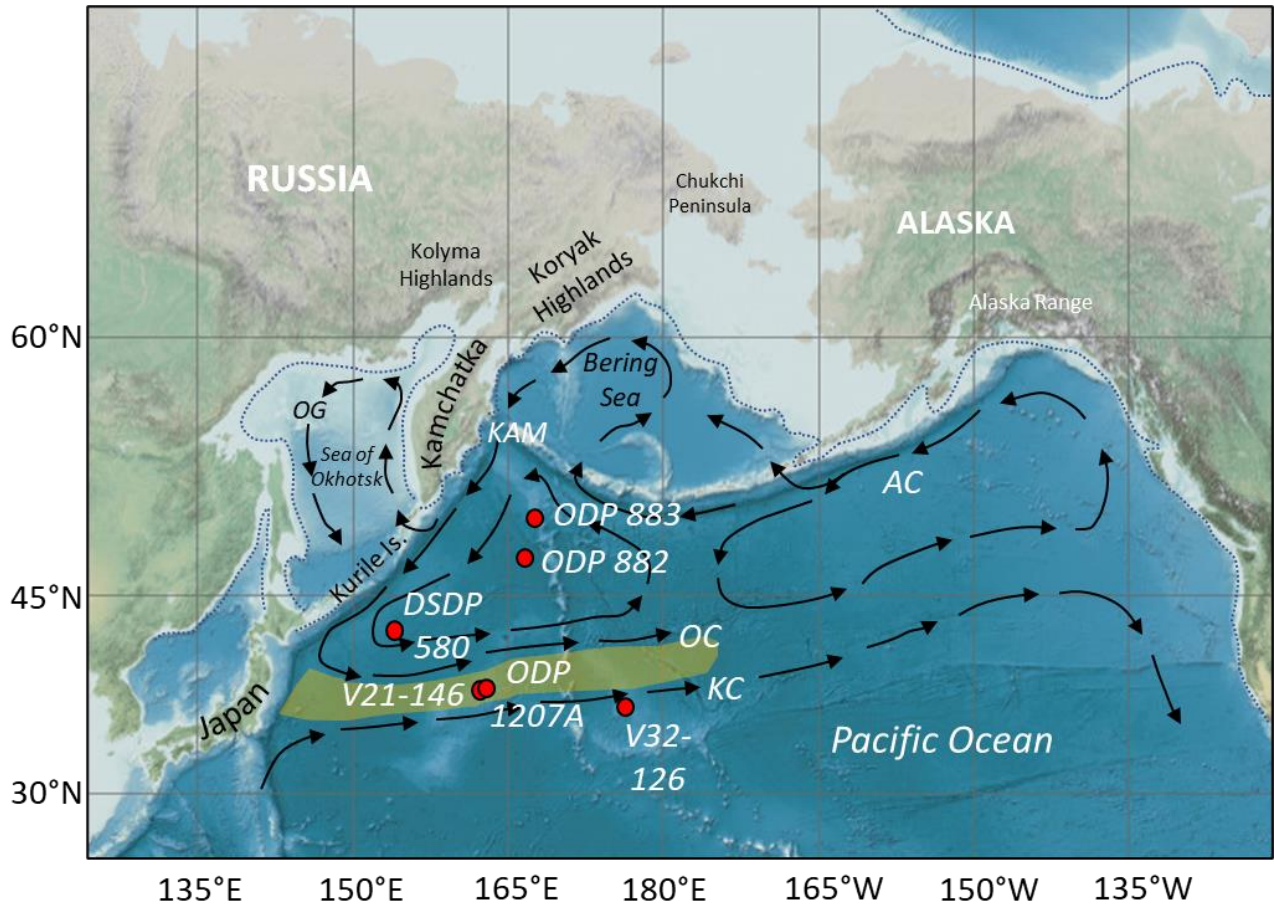 RUSSIA
Chukchi
Peninsula
ALASKA
Kolyma
Highlands
Koryak
Highlands
Alaska Range
60°N
Bering
Sea
Kamchatka
OG
Sea of
Okhotsk
KAM
AC
ODP 883
ODP 882
Kurile Is.
45°N
DSDP
580
OC
ODP
1207A
V21-146
KC
Japan
V32-
126
Pacific Ocean
30°N
135°E
150°E
165°E
180°E
165°W
150°W
135°W